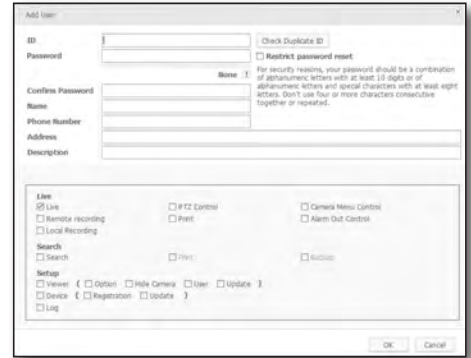 Add User
ID
Check Duplicate ID
Password
Restrict password reset
None !
For security reasons, your password should be a combination
of alphanumeric letters with at least 10 digits or of
alphanumeric letters and special characters with at least eight
letters. Don't use four or more characters consecutive
together or repeated.
Confirm Password
Name
Phone Number
Address
Description
Live
Live PTZ Control Camera Menu Control
Remote recording Print Alarm Out Control
Local Recording
Search
Search Print Backup
Setup
Viewer ( Option Hide Camera User Update )
Device ( Registration Update )
Log
OK Cancel